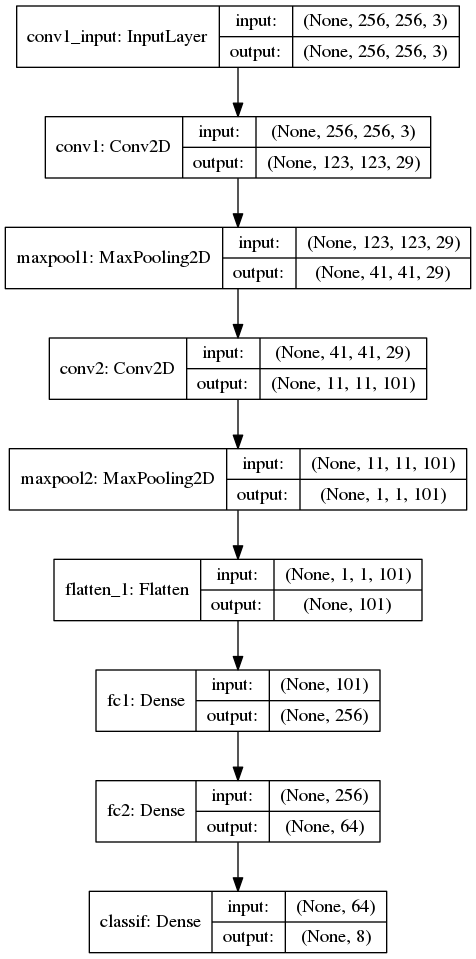 conv1_input: InputLayer
input: (None, 256, 256, 3)
output: (None, 256, 256, 3)
conv1: Conv2D
input: (None, 256, 256, 3)
output: (None, 123, 123, 29)
maxpool1: MaxPooling2D
input: (None, 123, 123, 29)
output: (None, 41, 41, 29)
conv2: Conv2D
input: (None, 41, 41, 29)
output: (None, 11, 11, 101)
maxpool2: MaxPooling2D
input: (None, 11, 11, 101)
output: (None, 1, 1, 101)
flatten_1: Flatten
input: (None, 1, 1, 101)
output: (None, 101)
fc1: Dense
input: (None, 101)
output: (None, 256)
fc2: Dense
input: (None, 256)
output: (None, 64)
classif: Dense
input: (None, 64)
output: (None, 8)